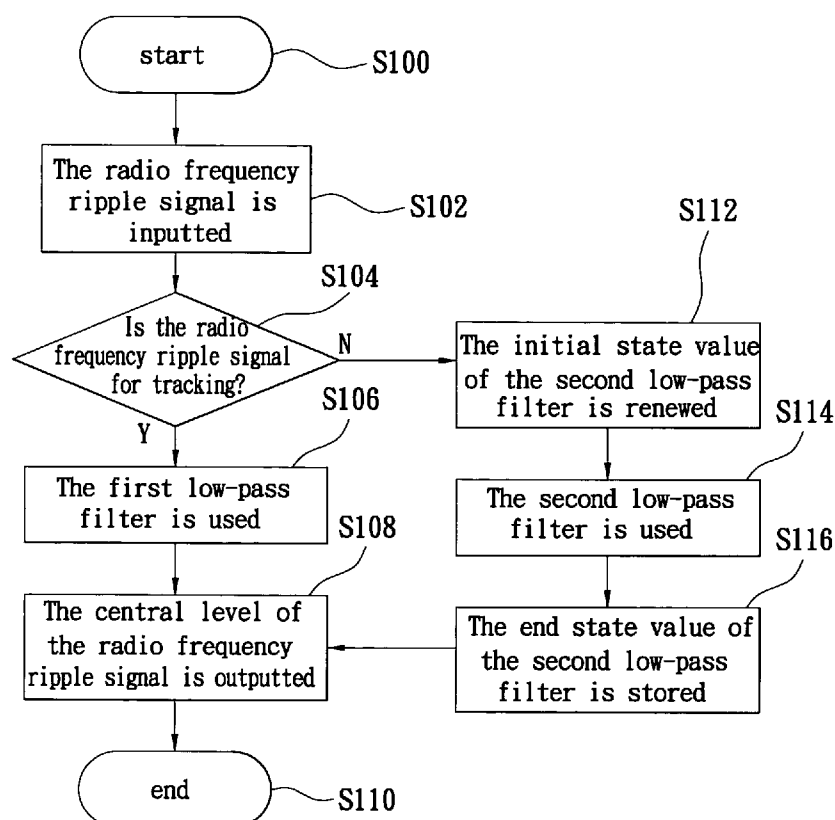 start
S100
The radio frequency
ripple signal is
inputted
S102
S104
Is the radio
frequency ripple signal
for tracking?
N
Y
S112
The initial state value
of the second low-pass
filter is renewed
S106
The first low-pass
filter is used
S114
The second low-pass
filter is used
S108
The central level of
the radio frequency
ripple signal is outputted
S116
The end state value of
the second low-pass
filter is stored
end
S110